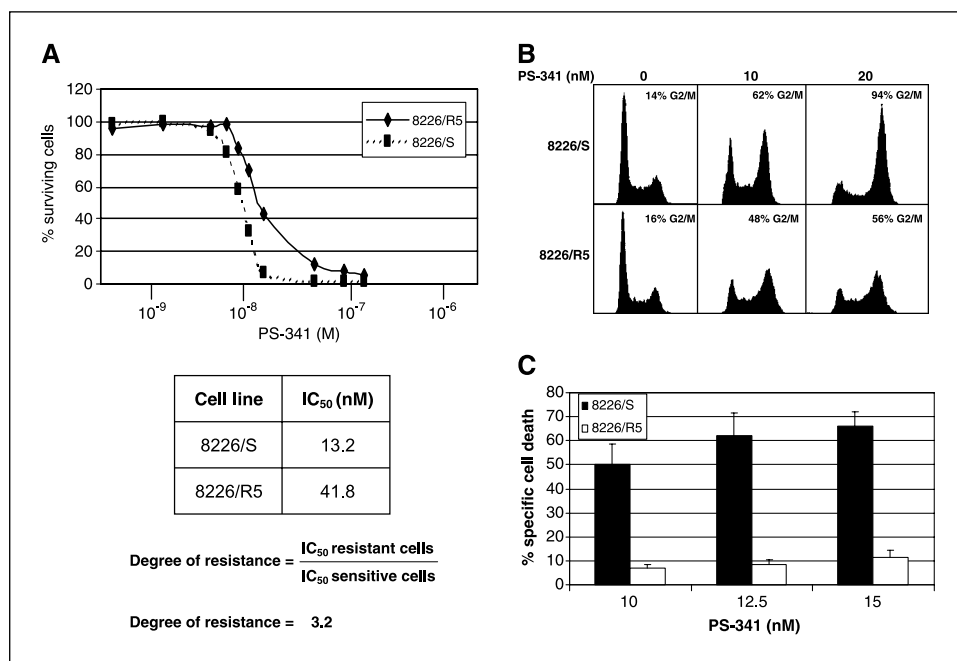 A
120
100
80
60
40
20
0
% surviving cells
8226/R5
8226/S
10-9
10-8
10-7
10-6
PS-341 (M)
Cell line
IC50 (nM)
8226/S
13.2
8226/R5
41.8
Degree of resistance = IC50 resistant cells
IC50 sensitive cells
Degree of resistance = 3.2
B
PS-341 (nM)
0
10
20
8226/S
14% G2/M
62% G2/M
94% G2/M
8226/R5
16% G2/M
48% G2/M
56% G2/M
C
80
70
60
50
40
30
20
10
0
% specific cell death
8226/S
8226/R5
10
12.5
15
PS-341 (nM)